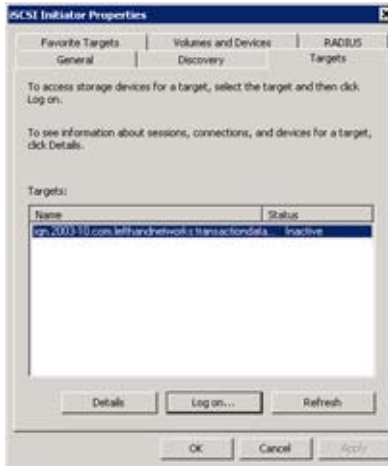 iSCSI Initiator Properties
Favorite Targets
Volumes and Devices
RADIUS
General
Discovery
Targets
To access storage devices for a target, select the target and then click
Log on.
To see information about sessions, connections, and devices for a target,
click Details.
Targets:
Name
Status
iqn.2003-10.com.lefthandnetworks:transactiondata...
Inactive
Details
Log on...
Refresh
OK
Cancel
Apply